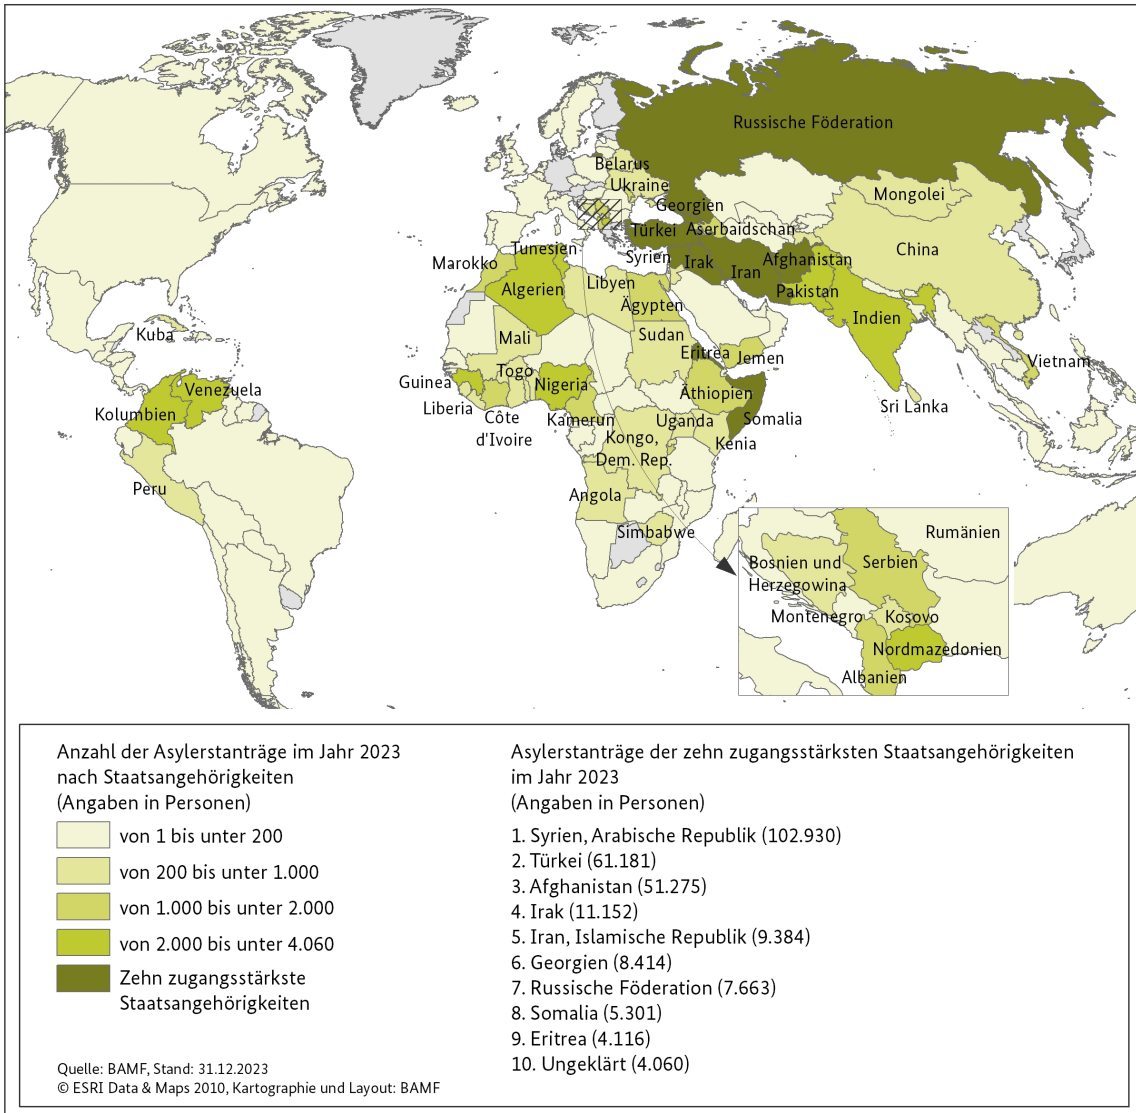 Russische Föderation
Belarus
Ukraine
Mongolei
Georgien
Türkei
Aserbaidschan
Tunesien
China
Marokko
Syrien
Irak
Afghanistan
Iran
Algerien
Libyen
Pakistan
Ägypten
Indien
Kuba
Mali
Sudan
Eritrea
Jemen
Vietnam
Togo
Guinea
Nigeria
Venezuela
Äthiopien
Liberia
Sri Lanka
Kolumbien
Côte
d'Ivoire
Kamerun
Uganda
Somalia
Kongo,
Dem. Rep.
Kenia
Peru
Angola
Simbabwe
Rumänien
Bosnien und
Herzegowina
Serbien
Montenegro
Kosovo
Nordmazedonien
Albanien
Anzahl der Asylerstanträge im Jahr 2023
nach Staatsangehörigkeiten
(Angaben in Personen)
von 1 bis unter 200
von 200 bis unter 1.000
von 1.000 bis unter 2.000
von 2.000 bis unter 4.060
Zehn zugangsstärkste
Staatsangehörigkeiten
Quelle: BAMF, Stand: 31.12.2023
© ESRI Data & Maps 2010, Kartographie und Layout: BAMF
Asylerstanträge der zehn zugangsstärksten Staatsangehörigkeiten
im Jahr 2023
(Angaben in Personen)
1. Syrien, Arabische Republik (102.930)
2. Türkei (61.181)
3. Afghanistan (51.275)
4. Irak (11.152)
5. Iran, Islamische Republik (9.384)
6. Georgien (8.414)
7. Russische Föderation (7.663)
8. Somalia (5.301)
9. Eritrea (4.116)
10. Ungeklärt (4.060)